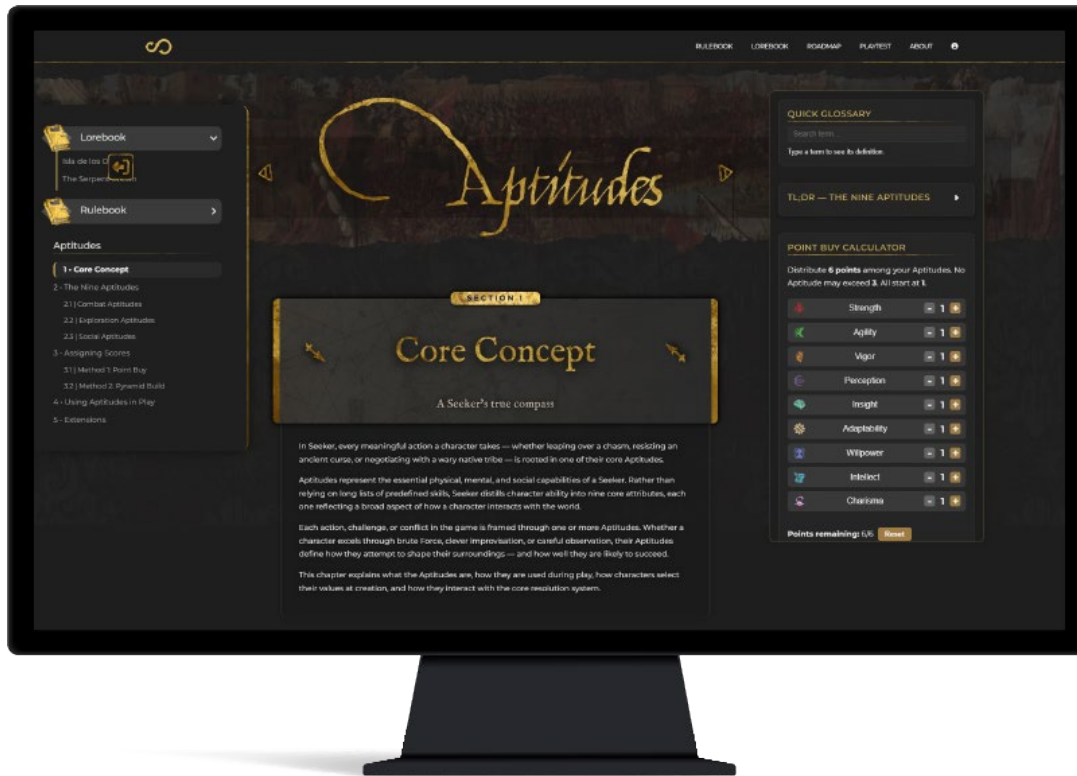 RULEBOOK
LOREBOOK
ROADMAP
PLAYTEST
ABOUT
Lorebook
Isla de los
The Serpent
Rulebook
Aptitudes
1 - Core Concept
2 - The Nine Aptitudes
2.1 | Combat Aptitudes
2.2 | Exploration Aptitudes
2.3 | Social Aptitudes
3 - Assigning Scores
3.1 | Method 1: Point Buy
3.2 | Method 2: Pyramid Build
4 - Using Aptitudes in Play
5 - Extensions
Aptitudes
SECTION 1
Core Concept
A Seeker's true compass
In Seeker, every meaningful action a character takes — whether leaping over a chasm, resisting an
ancient curse, or negotiating with a wary native tribe — is rooted in one of their core Aptitudes.
Aptitudes represent the essential physical, mental, and social capabilities of a Seeker. Rather than
relying on long lists of predefined skills, Seeker distills character ability into nine core attributes, each
one reflecting a broad aspect of how a character interacts with the world.
Each action, challenge, or conflict in the game is framed through one or more Aptitudes. Whether a
character excels through brute Force, clever improvisation, or careful observation, their Aptitudes
define how they attempt to shape their surroundings — and how well they are likely to succeed.
This chapter explains what the Aptitudes are, how they are used during play, how characters select
their values at creation, and how they interact with the core resolution system.
QUICK GLOSSARY
Search term...
Type a term to see its definition.
TL;DR — THE NINE APTITUDES
POINT BUY CALCULATOR
Distribute 6 points among your Aptitudes. No
Aptitude may exceed 3. All start at 1.
Strength - 1 +
Agility - 1 +
Vigor - 1 +
Perception - 1 +
Insight - 1 +
Adaptability - 1 +
Willpower - 1 +
Intellect - 1 +
Charisma - 1 +
Points remaining: 6/6 Reset